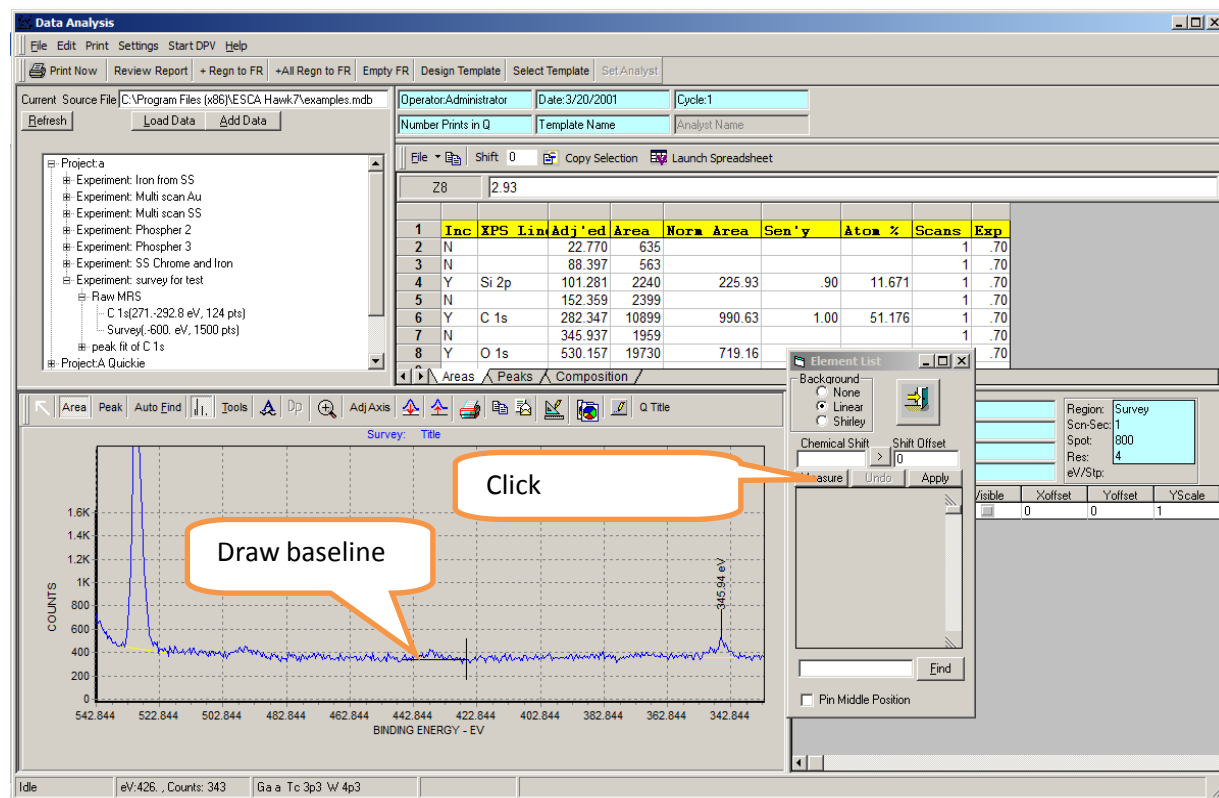 Data Analysis
File Edit Print Settings Start DPV Help
Print Now Review Report + Regn to FR +All Regn to FR Empty FR Design Template Select Template Set Analyst
Current Source File C:\Program Files (x86)\ESCA Hawk7\examples.mdb
Refresh Load Data Add Data
Project:a
Experiment: Iron from SS
Experiment: Multi scan Au
Experiment: Multi scan SS
Experiment: Phospher 2
Experiment: Phospher 3
Experiment: SS Chrome and Iron
Experiment: survey for test
Raw MRS
C 1s(271.-292.8 eV, 124 pts)
Survey(.-600. eV, 1500 pts)
peak fit of C 1s
Project:A Quickie
Operator:Administrator Date:3/20/2001 Cycle:1
Number Prints in Q Template Name Analyst Name
File Shift 0 Copy Selection Launch Spreadsheet
Z8 2.93
1 Inc XPS Line Adj'ed Area Norm Area Sen'y Atom % Scans Exp
2 N 22.770 635 1 .70
3 N 88.397 563 1 .70
4 Y Si 2p 101.281 2240 225.93 .90 11.671 1 .70
5 N 152.359 2399 1 .70
6 Y C 1s 282.347 10899 990.63 1.00 51.176 1 .70
7 N 345.937 1959 1 .70
8 Y O 1s 530.157 19730 719.16 .70
Areas Peaks Composition
Area Peak Auto Find Tools Dp Adj Axis Q Title
Survey: Title
1.6K
1.4K
1.2K
1K
800
600
400
200
0
COUNTS
345.94 eV
542.844 522.844 502.844 482.844 462.844 442.844 422.844 402.844 382.844 362.844 342.844
BINDING ENERGY - EV
Draw baseline
Click
Element List
Background
None
Linear
Shirley
Chemical Shift Shift Offset
> 0
Measure Undo Apply
Find
Pin Middle Position
Region: Survey
Scn-Sec: 1
Spot: 800
Res: 4
eV/Stp:
Visible Xoffset Yoffset YScale
0 0 1
Idle eV:426. , Counts: 343 Ga a Tc 3p3 W 4p3